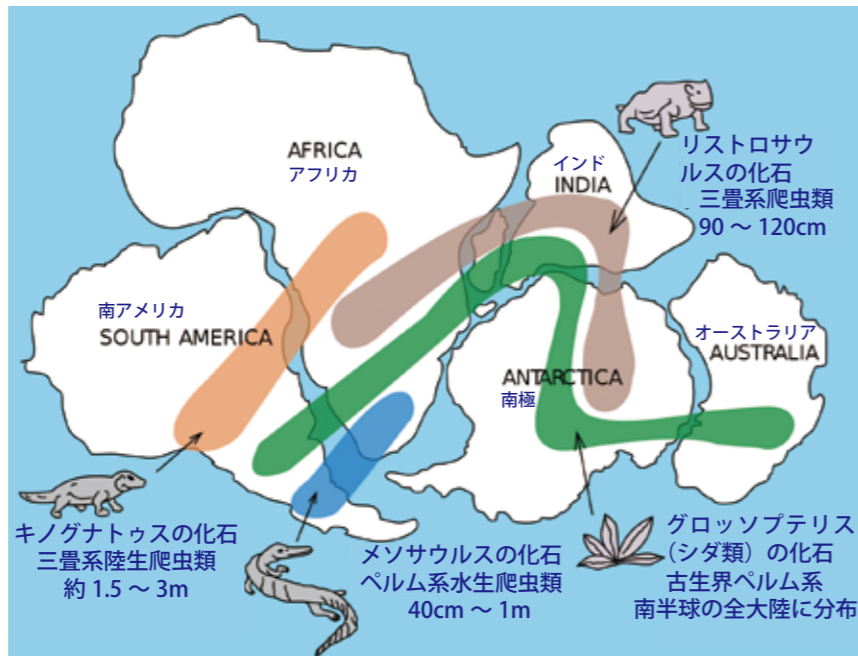 AFRICA
アフリカ
インド
INDIA
リストロサウ
ルスの化石
三畳系爬虫類
90 ～ 120cm
南アメリカ
SOUTH AMERICA
オーストラリア
AUSTRALIA
ANTARCTICA
南極
キノグナトゥスの化石
三畳系陸生爬虫類
約 1.5 ～ 3m
メソサウルスの化石
ペルム系水生爬虫類
40cm ～ 1m
グロッソプテリス
（シダ類）の化石
古生界ペルム系
南半球の全大陸に分布